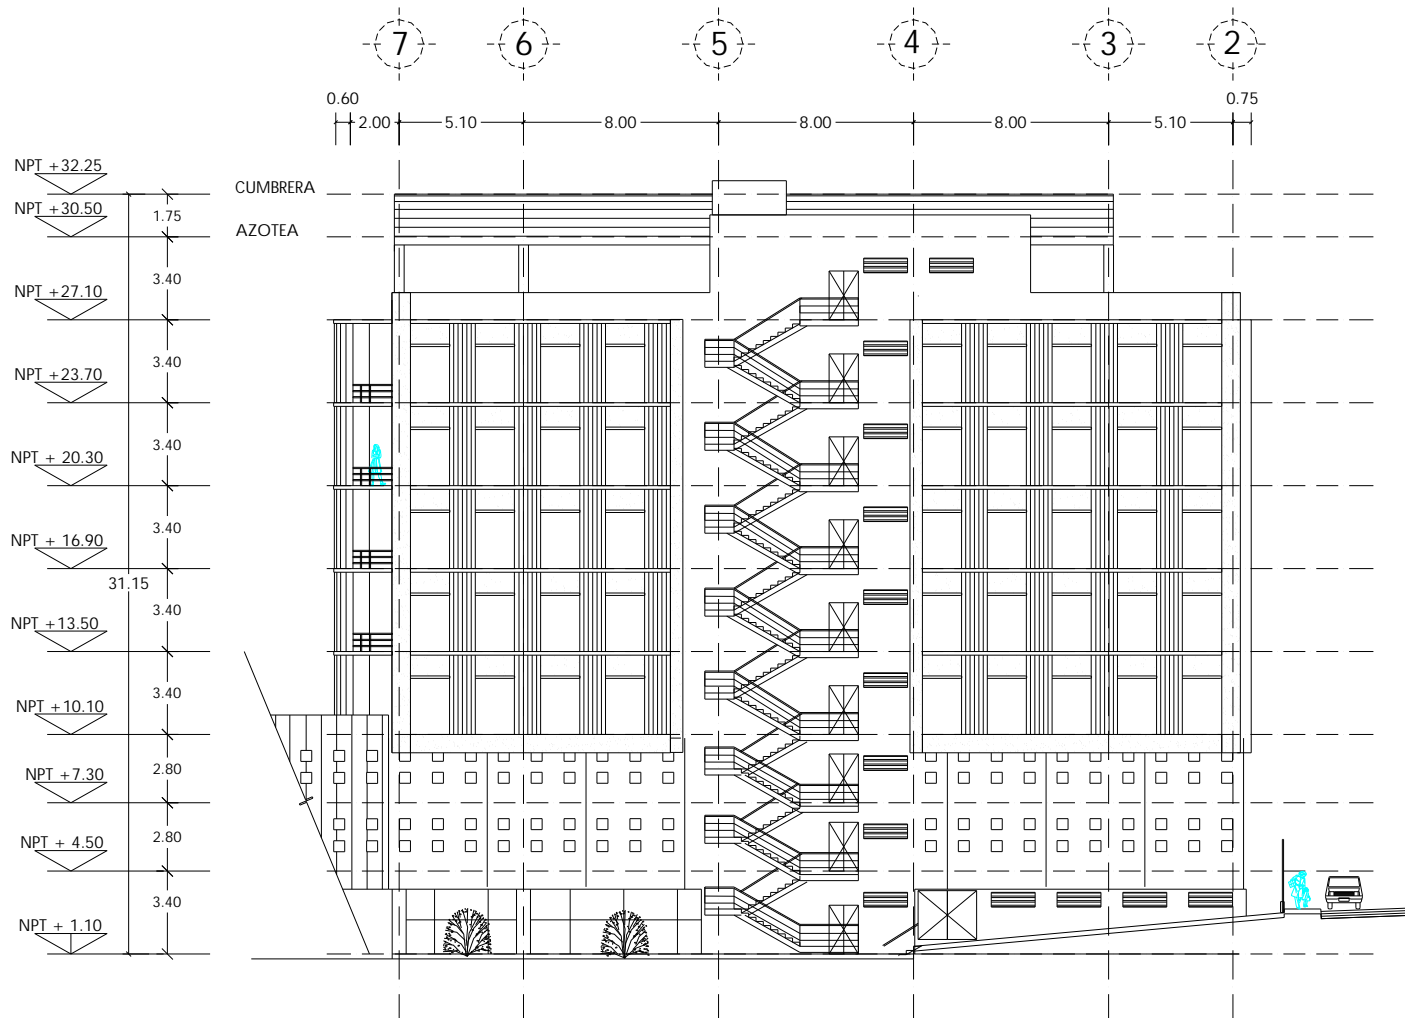 7 6 5 4 3 2
0.60 0.75
2.00 5.10 8.00 8.00 8.00 5.10
NPT +32.25
CUMBRERA
NPT +30.50
1.75
AZOTEA
3.40
NPT +27.10
3.40
NPT +23.70
3.40
NPT + 20.30
3.40
NPT + 16.90
31.15
3.40
NPT +13.50
3.40
NPT +10.10
2.80
NPT +7.30
2.80
NPT + 4.50
3.40
NPT + 1.10